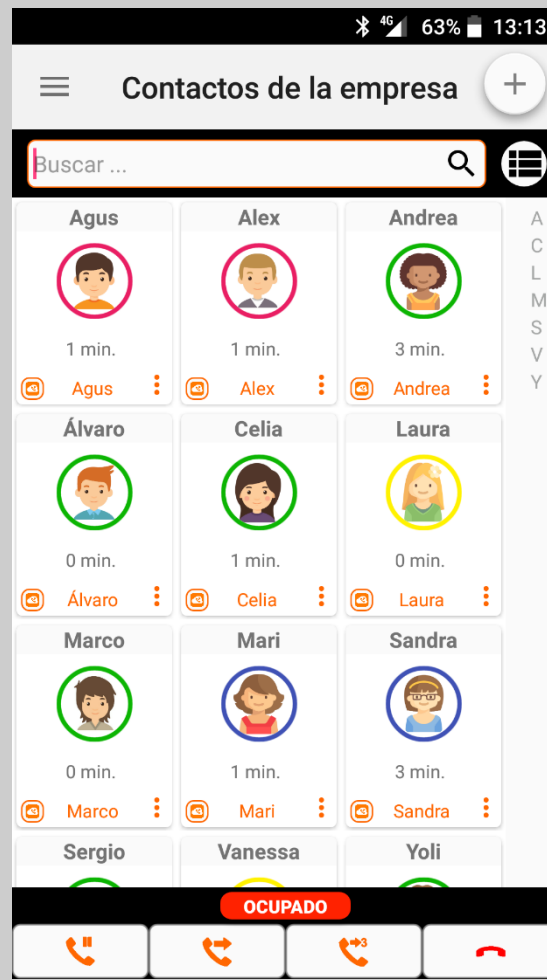 4G 63% 13:13
Contactos de la empresa
Buscar ...
Agus Alex Andrea
1 min. 1 min. 3 min.
Agus Alex Andrea
Álvaro Celia Laura
0 min. 1 min. 0 min.
Álvaro Celia Laura
Marco Mari Sandra
0 min. 1 min. 3 min.
Marco Mari Sandra
Sergio Vanessa Yoli
A
C
L
M
S
V
Y
OCUPADO
3